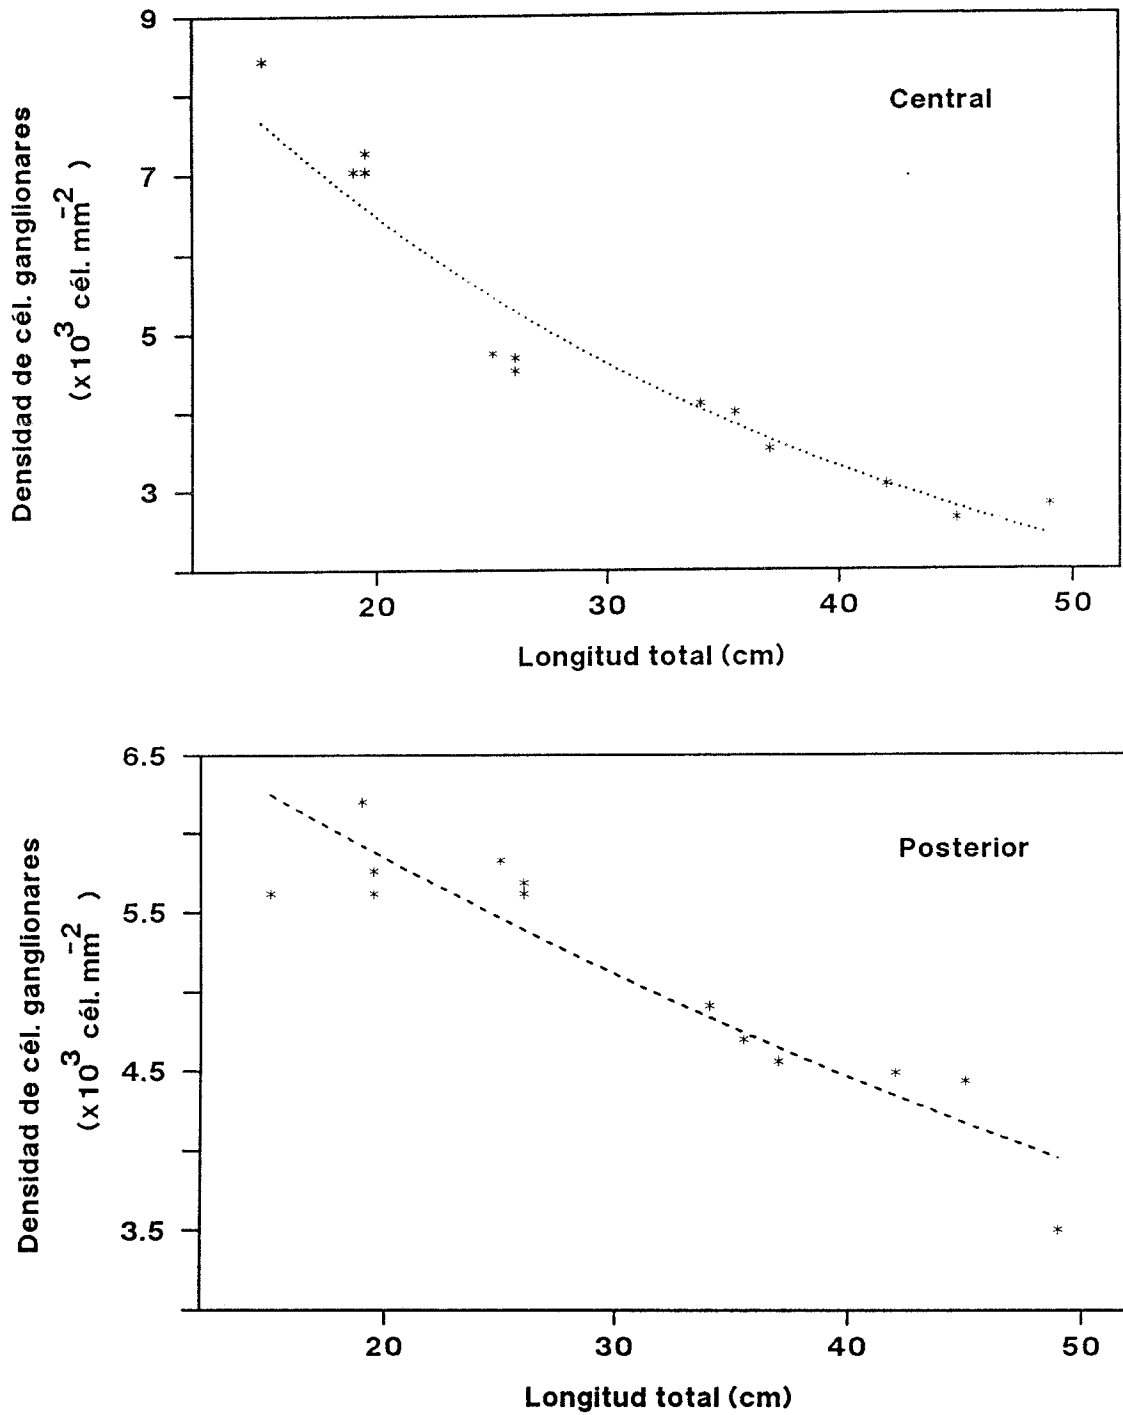 9
7
5
3
Densidad de cél. ganglionares
(x10³ cél. mm⁻²)
Central
20 30 40 50
Longitud total (cm)
6.5
5.5
4.5
3.5
Densidad de cél. ganglionares
(x10³ cél. mm⁻²)
Posterior
20 30 40 50
Longitud total (cm)